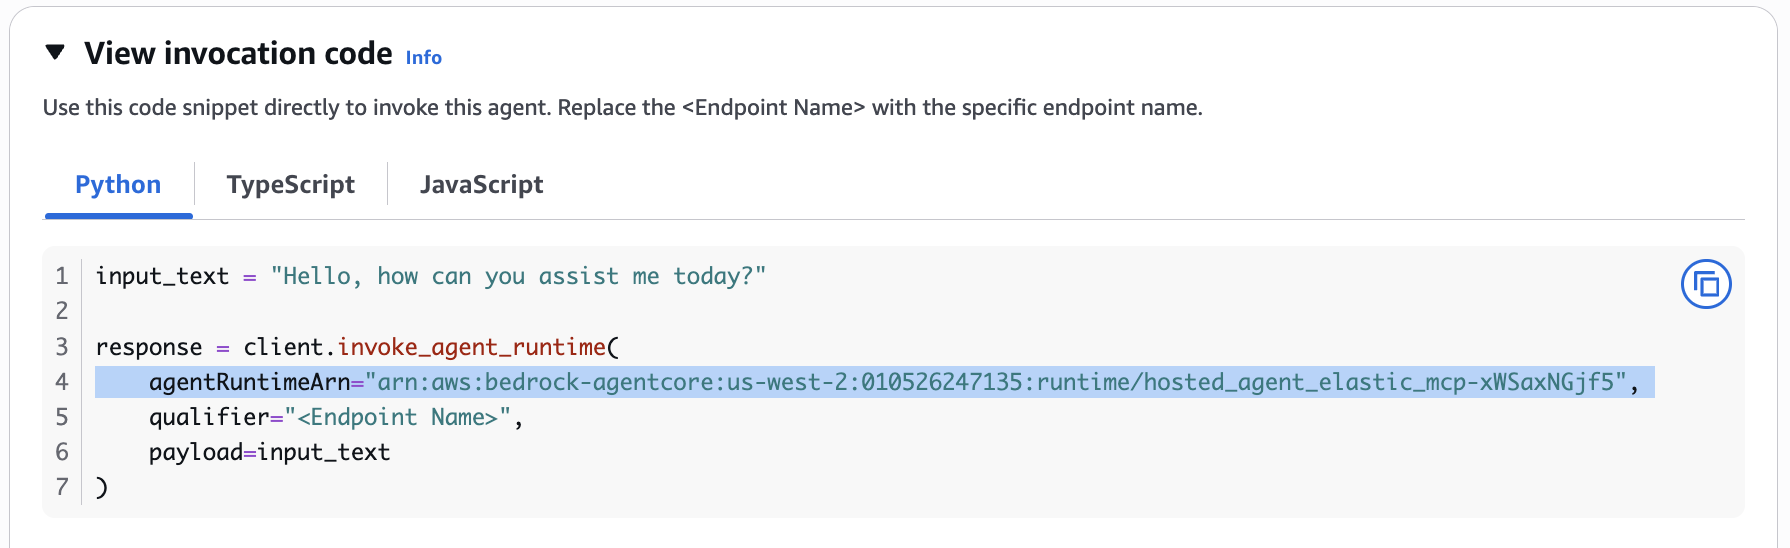 ▼ View invocation code Info
Use this code snippet directly to invoke this agent. Replace the <Endpoint Name> with the specific endpoint name.
Python TypeScript JavaScript
1 input_text = "Hello, how can you assist me today?"
2
3 response = client.invoke_agent_runtime(
4     agentRuntimeArn="arn:aws:bedrock-agentcore:us-west-2:010526247135:runtime/hosted_agent_elastic_mcp-xWSaxNGjf5",
5     qualifier="<Endpoint Name>",
6     payload=input_text
7 )